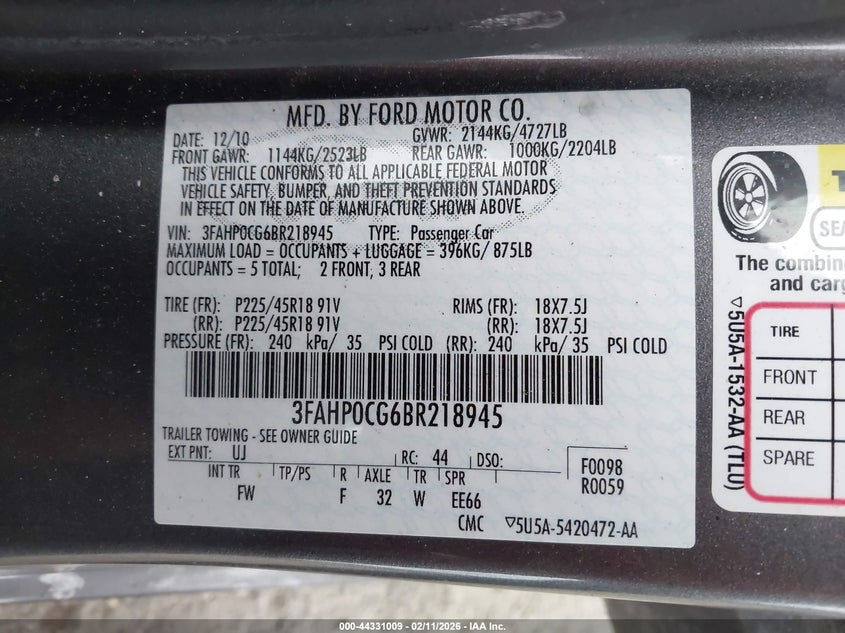 MFD. BY FORD MOTOR CO.
DATE: 12/10 GVWR: 2144KG/4727LB
FRONT GAWR: 1144KG/2523LB REAR GAWR: 1000KG/2204LB
THIS VEHICLE CONFORMS TO ALL APPLICABLE FEDERAL MOTOR
VEHICLE SAFETY, BUMPER, AND THEFT PREVENTION STANDARDS
IN EFFECT ON THE DATE OF MANUFACTURE SHOWN ABOVE.
VIN: 3FAHP0CG6BR218945 TYPE: Passenger Car
MAXIMUM LOAD = OCCUPANTS + LUGGAGE = 396KG/ 875LB
OCCUPANTS = 5 TOTAL; 2 FRONT, 3 REAR
TIRE (FR): P225/45R18 91V RIMS (FR): 18X7.5J
(RR): P225/45R18 91V (RR): 18X7.5J
PRESSURE (FR): 240 kPa/ 35 PSI COLD (RR): 240 kPa/ 35 PSI COLD
3FAHP0CG6BR218945
TRAILER TOWING - SEE OWNER GUIDE
EXT PNT: UJ RC: 44 DSO:
INT TR TP/PS R AXLE TR SPR
FW F 32 W EE66
F0098
R0059
CMC ▽5U5A-5420472-AA
▽5U5A-1532-AA (TLU)
The combin
and carg
TIRE
FRONT
REAR
SPARE
000-44331009 - 02/11/2026 - IAA Inc.